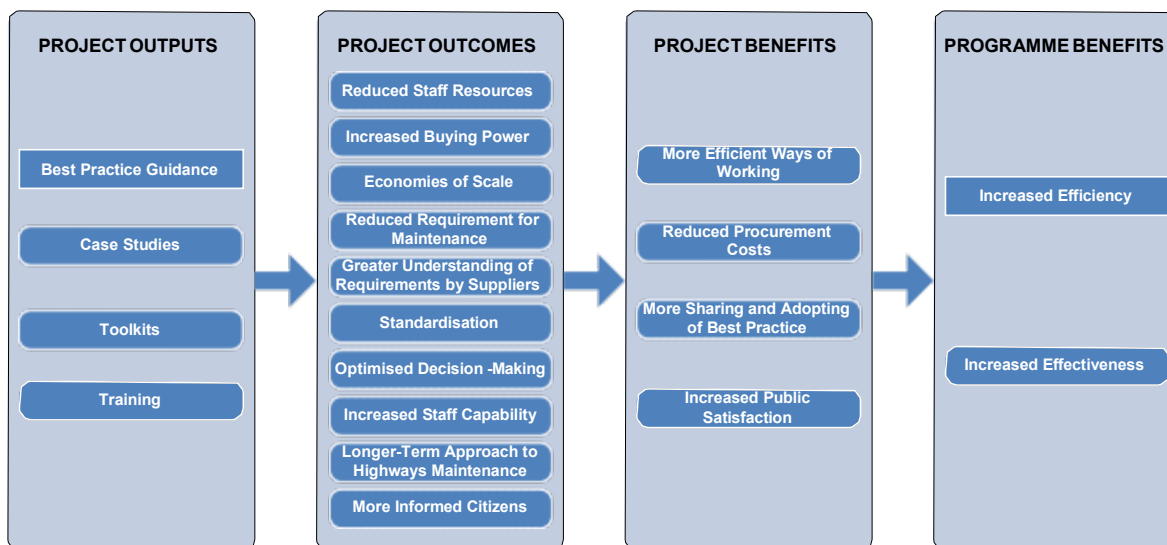 PROJECT OUTPUTS
Best Practice Guidance
Case Studies
Toolkits
Training
PROJECT OUTCOMES
Reduced Staff Resources
Increased Buying Power
Economies of Scale
Reduced Requirement for
Maintenance
Greater Understanding of
Requirements by Suppliers
Standardisation
Optimised Decision -Making
Increased Staff Capability
Longer-Term Approach to
Highways Maintenance
More Informed Citizens
PROJECT BENEFITS
More Efficient Ways of
Working
Reduced Procurement
Costs
More Sharing and Adopting
of Best Practice
Increased Public
Satisfaction
PROGRAMME BENEFITS
Increased Efficiency
Increased Effectiveness